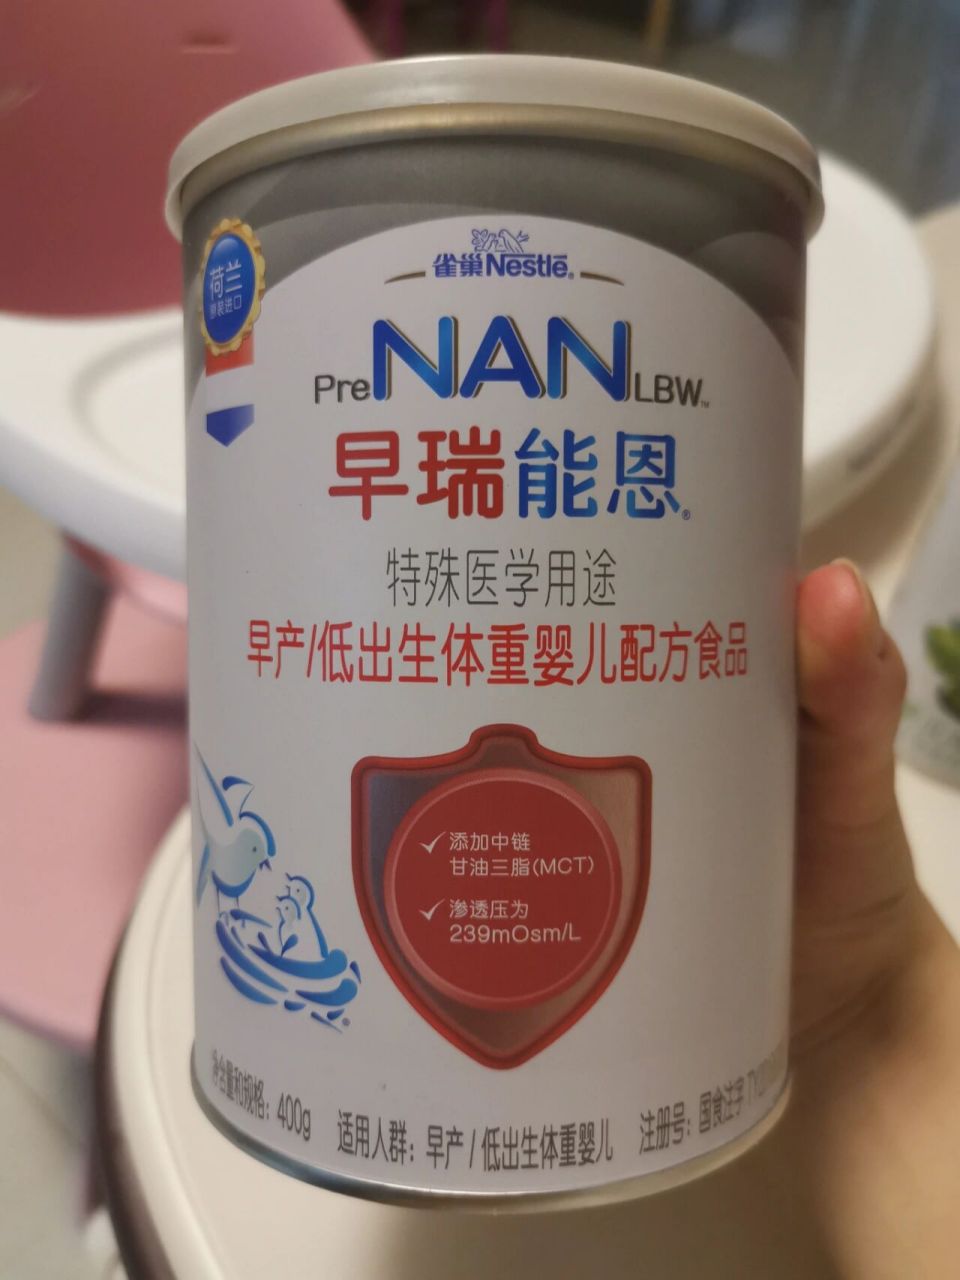 荷兰
原装进口
雀巢Nestlé®
PreNANLBW™
早瑞能恩®
特殊医学用途
早产/低出生体重婴儿配方食品
✓添加中链
甘油三脂(MCT)
✓渗透压为
239mOsm/L
净含量和规格: 400g 适用人群: 早产/低出生体重婴儿 注册号: 国食注字